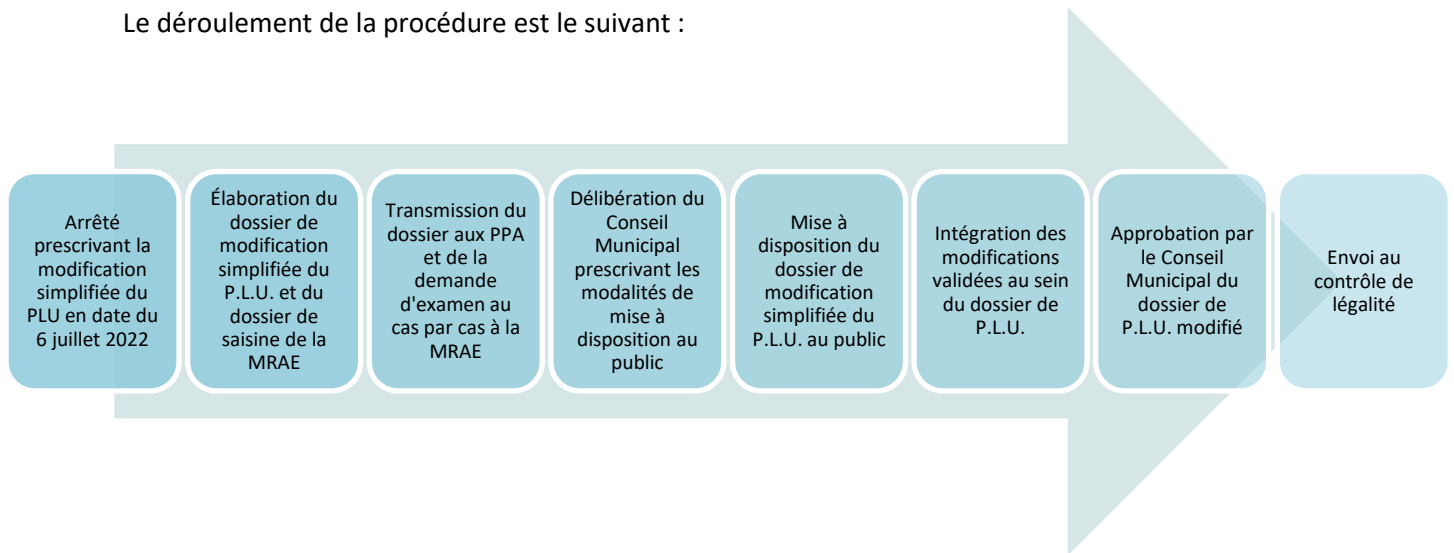 Le déroulement de la procédure est le suivant :
Arrêté
prescrivant la
modification
simplifiée du
PLU en date du
6 juillet 2022
Élaboration du
dossier de
modification
simplifiée du
P.L.U. et du
dossier de
saisine de la
MRAE
Transmission du
dossier aux PPA
et de la
demande
d'examen au
cas par cas à la
MRAE
Délibération du
Conseil
Municipal
prescrivant les
modalités de
mise à
disposition au
public
Mise à
disposition du
dossier de
modification
simplifiée du
P.L.U. au public
Intégration des
modifications
validées au sein
du dossier de
P.L.U.
Approbation par
le Conseil
Municipal du
dossier de
P.L.U. modifié
Envoi au
contrôle de
légalité